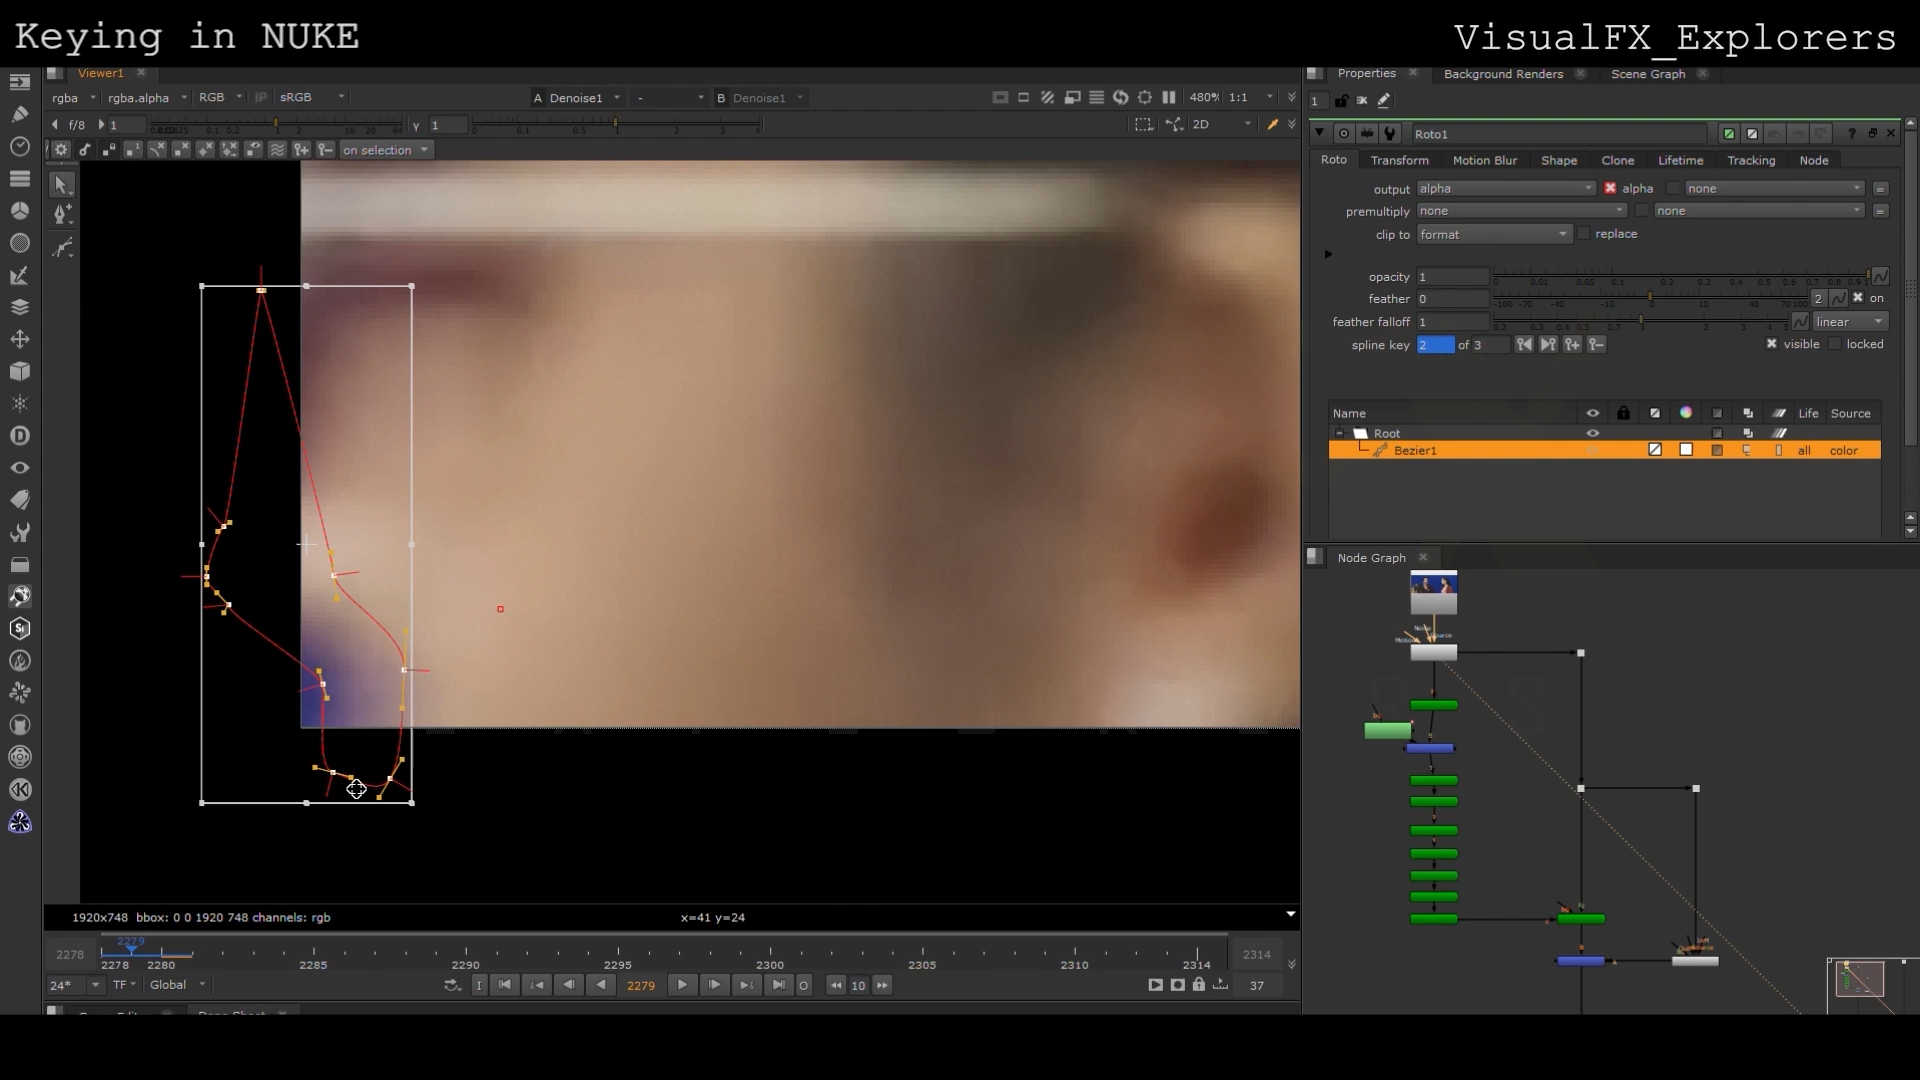 Keying in NUKE
VisualFX_Explorers
Viewer1
Properties
Background Renders
Scene Graph
rgba
rgba.alpha
RGB
IP
sRGB
A Denoise1
-
B Denoise1
480%
1:1
1
f/8
1
γ
1
2D
on selection
Roto1
Roto
Transform
Motion Blur
Shape
Clone
Lifetime
Tracking
Node
output alpha
alpha
none
premultiply none
none
clip to format
replace
opacity 1
feather 0
2
on
feather falloff 1
linear
spline key 2 of 3
visible
locked
Name
Life
Source
Root
Bezier1
all
color
Node Graph
1920x748 bbox: 0 0 1920 748 channels: rgb
x=41 y=24
2278
2279
2278 2280 2285 2290 2295 2300 2305 2310 2314
2314
24*
TF
Global
I
2279
O
10
37